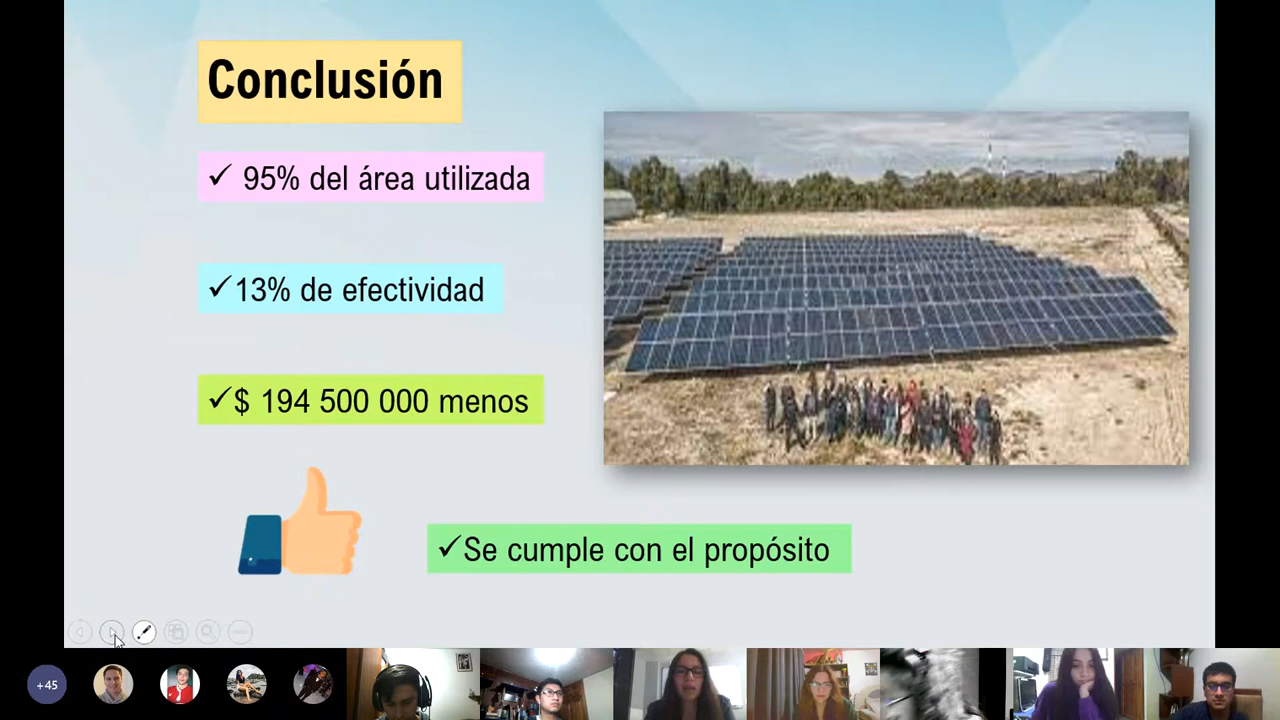 Conclusión
✓ 95% del área utilizada
✓13% de efectividad
✓$ 194 500 000 menos
✓Se cumple con el propósito
+45